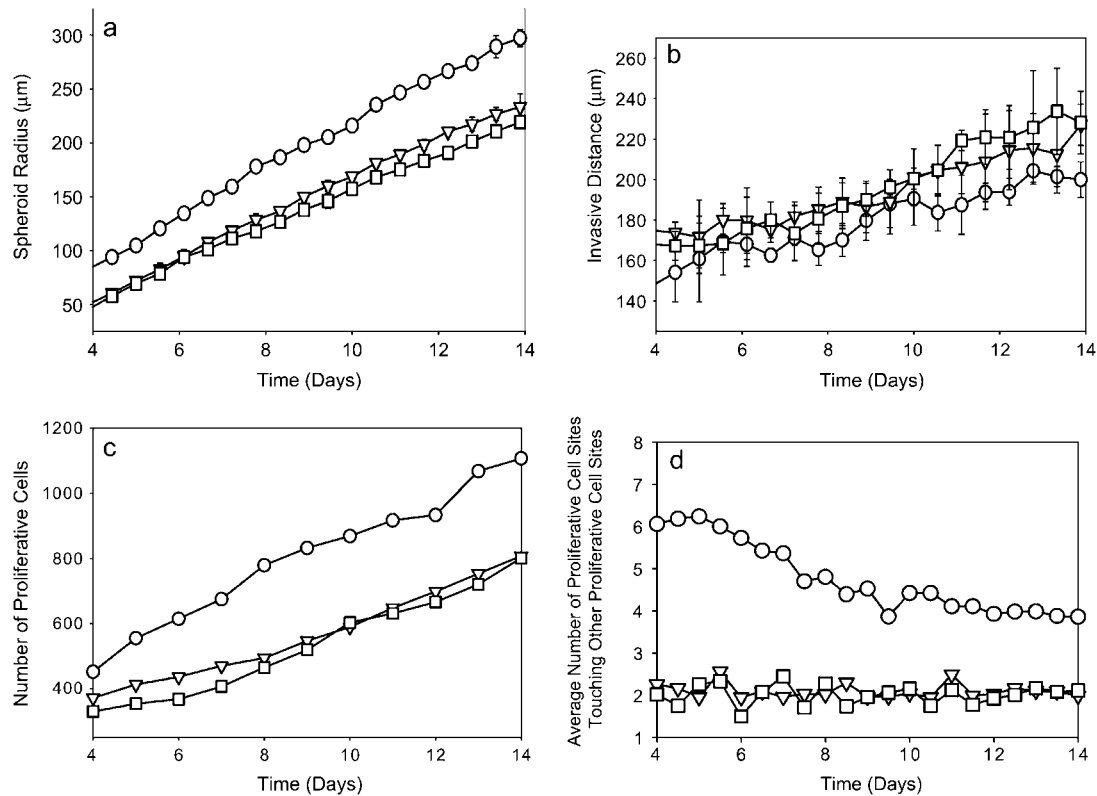 a
Spheroid Radius (μm)
300
250
200
150
100
50
4 6 8 10 12 14
Time (Days)
b
Invasive Distance (μm)
260
240
220
200
180
160
140
4 6 8 10 12 14
Time (Days)
c
Number of Proliferative Cells
1200
1000
800
600
400
4 6 8 10 12 14
Time (Days)
d
Average Number of Proliferative Cell Sites
Touching Other Proliferative Cell Sites
8
7
6
5
4
3
2
1
4 6 8 10 12 14
Time (Days)